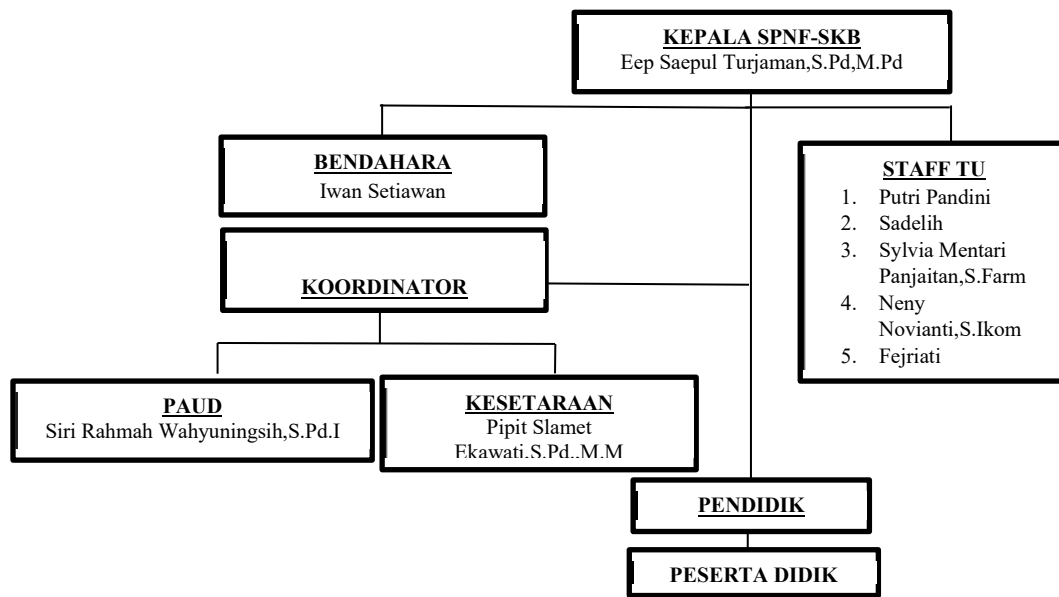 KEPALA SPNF-SKB
Eep Saepul Turjaman,S.Pd,M.Pd
BENDAHARA
Iwan Setiawan
STAFF TU
1. Putri Pandini
2. Sadelih
3. Sylvia Mentari
Panjaitan,S.Farm
4. Neny
Novianti,S.Ikom
5. Fejriati
KOORDINATOR
PAUD
Siri Rahmah Wahyuningsih,S.Pd.I
KESETARAAN
Pipit Slamet
Ekawati,S.Pd.,M.M
PENDIDIK
PESERTA DIDIK